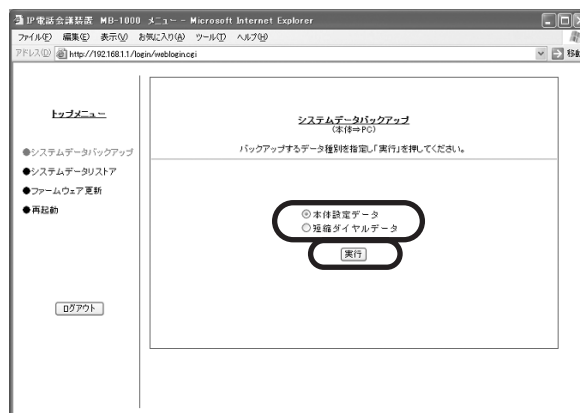 IP電話会議装置 MB-1000 メニュー - Microsoft Internet Explorer
ファイル(F) 編集(E) 表示(V) お気に入り(A) ツール(T) ヘルプ(H)
アドレス(D) http://192.168.1.1/login/weblogin.cgi 移動
トップメニュー
●システムデータバックアップ
●システムデータリストア
●ファームウェア更新
●再起動
ログアウト
システムデータバックアップ
(本体⇒PC)
バックアップするデータ種別を指定し「実行」を押してください。
本体設定データ
短縮ダイヤルデータ
実行